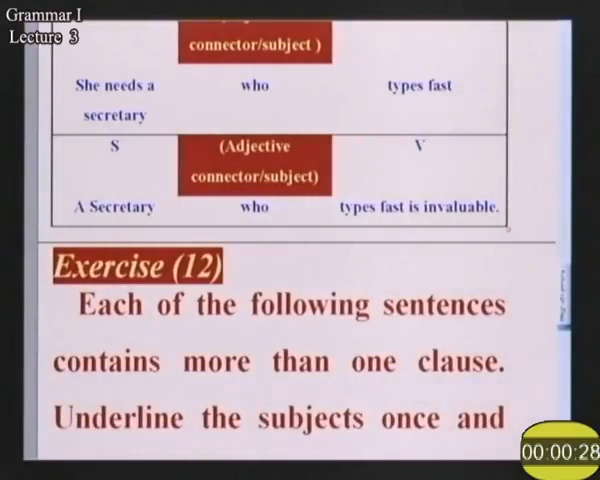 Grammar I
Lecture 3
connector/subject )
She needs a who types fast
secretary
S (Adjective V
connector/subject)
A Secretary who types fast is invaluable.
Exercise (12)
Each of the following sentences
contains more than one clause.
Underline the subjects once and
00:00:28